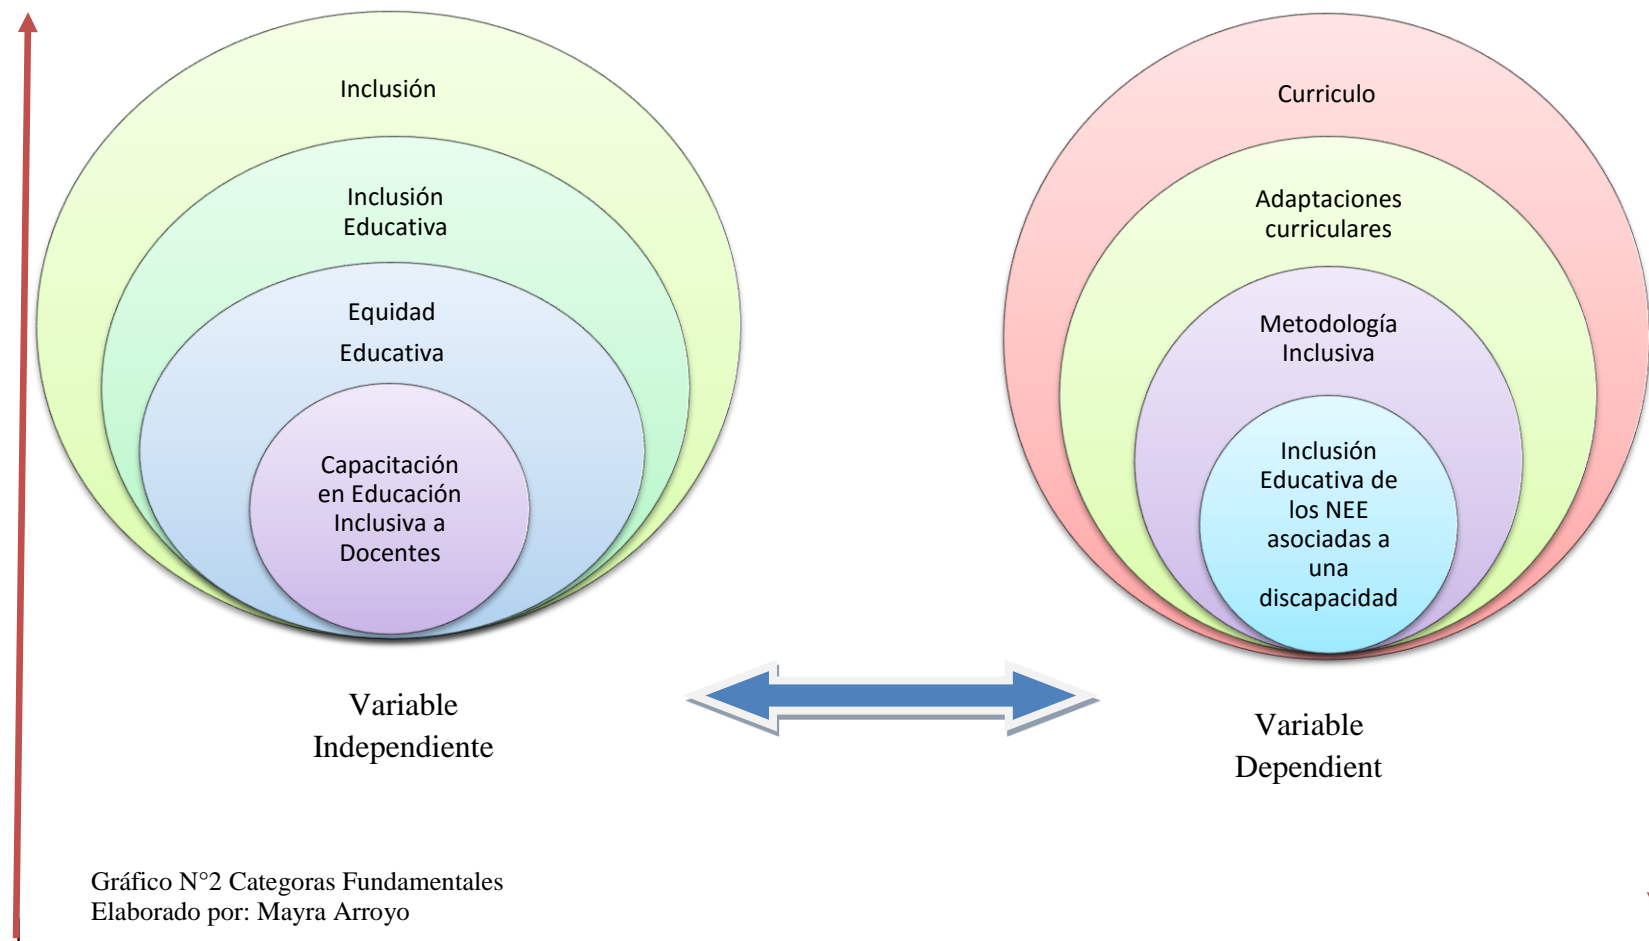 Inclusión
Inclusión
Educativa
Equidad
Educativa
Capacitación
en Educación
Inclusiva a
Docentes
Variable
Independiente
Curriculo
Adaptaciones
curriculares
Metodología
Inclusiva
Inclusión
Educativa de
los NEE
asociadas a
una
discapacidad
Variable
Dependient
Gráfico N°2 Categoras Fundamentales
Elaborado por: Mayra Arroyo